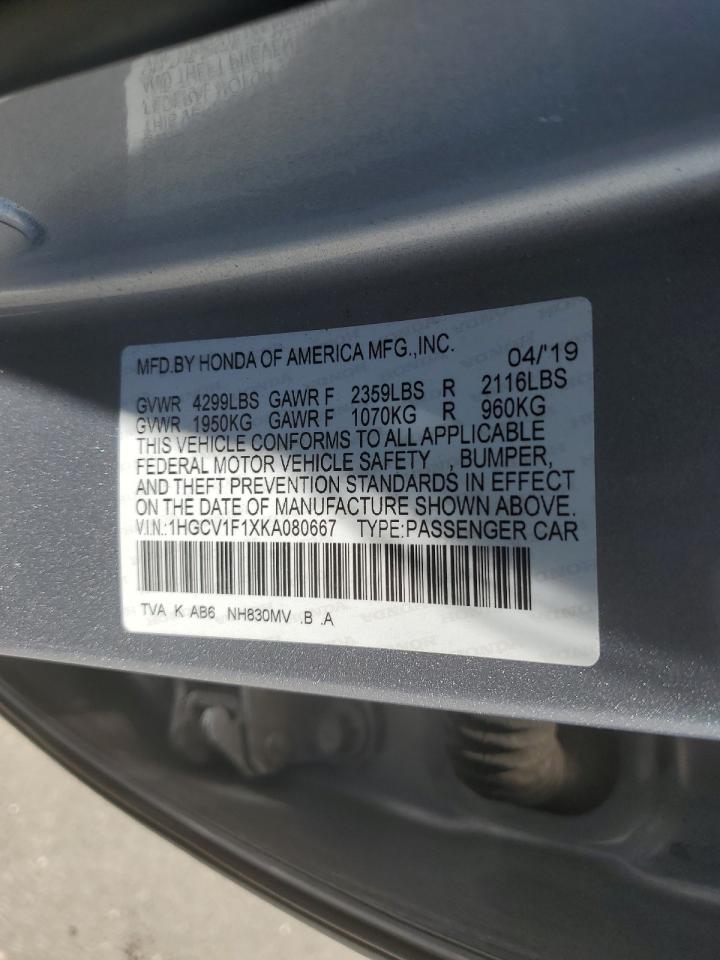 MFD.BY HONDA OF AMERICA MFG.,INC. 04/'19
GVWR 4299LBS GAWR F 2359LBS R 2116LBS
GVWR 1950KG GAWR F 1070KG R 960KG
THIS VEHICLE CONFORMS TO ALL APPLICABLE
FEDERAL MOTOR VEHICLE SAFETY , BUMPER,
AND THEFT PREVENTION STANDARDS IN EFFECT
ON THE DATE OF MANUFACTURE SHOWN ABOVE.
V.I.N.:1HGCV1F1XKA080667 TYPE:PASSENGER CAR
TVA K AB6 NH830MV .B .A